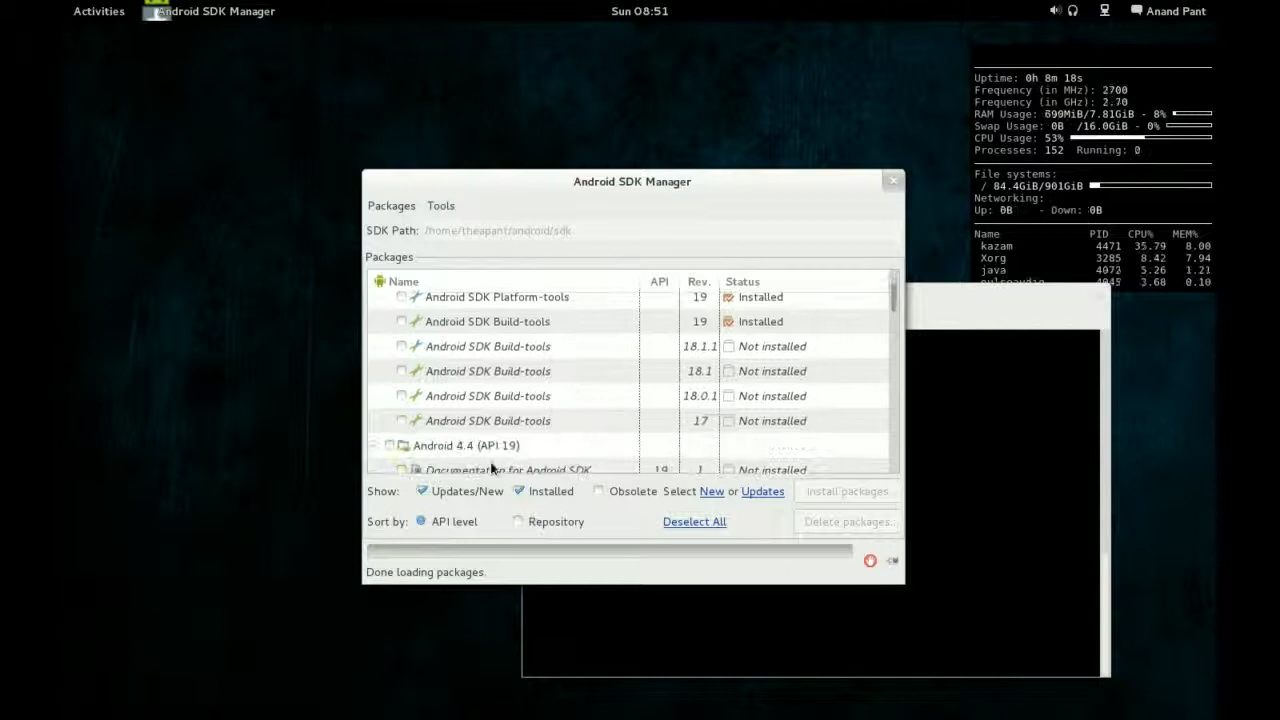 Activities Android SDK Manager Sun 08:51 Anand Pant
Uptime: 0h 8m 18s
Frequency (in MHz): 2700
Frequency (in GHz): 2.70
RAM Usage: 690MiB/7.81GiB - 8%
Swap Usage: 0B /16.0GiB - 0%
CPU Usage: 53%
Processes: 152 Running: 0
File systems:
/ 84.4GiB/901GiB
Networking:
Up: 0B - Down: 0B
Name PID CPU% MEM%
kazam 4471 35.79 8.00
Xorg 3285 8.42 7.94
java 4072 5.26 1.21
pulseaudio 4045 3.68 0.10
Android SDK Manager
Packages Tools
SDK Path: /home/theapant/android/sdk
Packages
Name API Rev. Status
Android SDK Platform-tools 19 Installed
Android SDK Build-tools 19 Installed
Android SDK Build-tools 18.1.1 Not installed
Android SDK Build-tools 18.1 Not installed
Android SDK Build-tools 18.0.1 Not installed
Android SDK Build-tools 17 Not installed
Android 4.4 (API 19)
Documentation for Android SDK 19 1 Not installed
Show: Updates/New Installed Obsolete Select New or Updates Install packages...
Sort by: API level Repository Deselect All Delete packages...
Done loading packages.